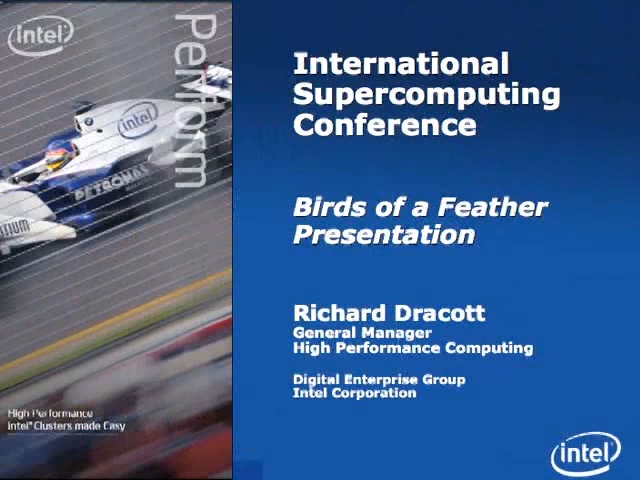 intel
Perform
intel
PETRONAS
TIUM
High Performance
Intel® Clusters made Easy
International
Supercomputing
Conference
Birds of a Feather
Presentation
Richard Dracott
General Manager
High Performance Computing
Digital Enterprise Group
Intel Corporation
intel